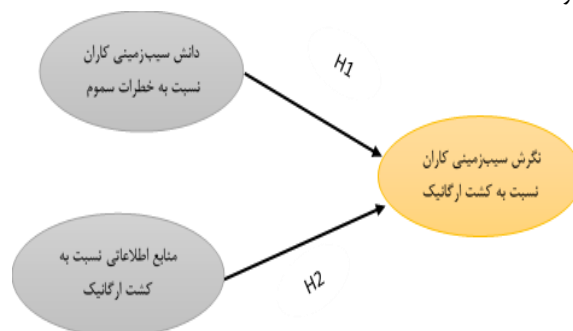 دانش سیب‌زمینی کاران
نسبت به خطرات سموم
H1
نگرش سیب‌زمینی کاران
نسبت به کشت ارگانیک
منابع اطلاعاتی نسبت به
کشت ارگانیک
H2